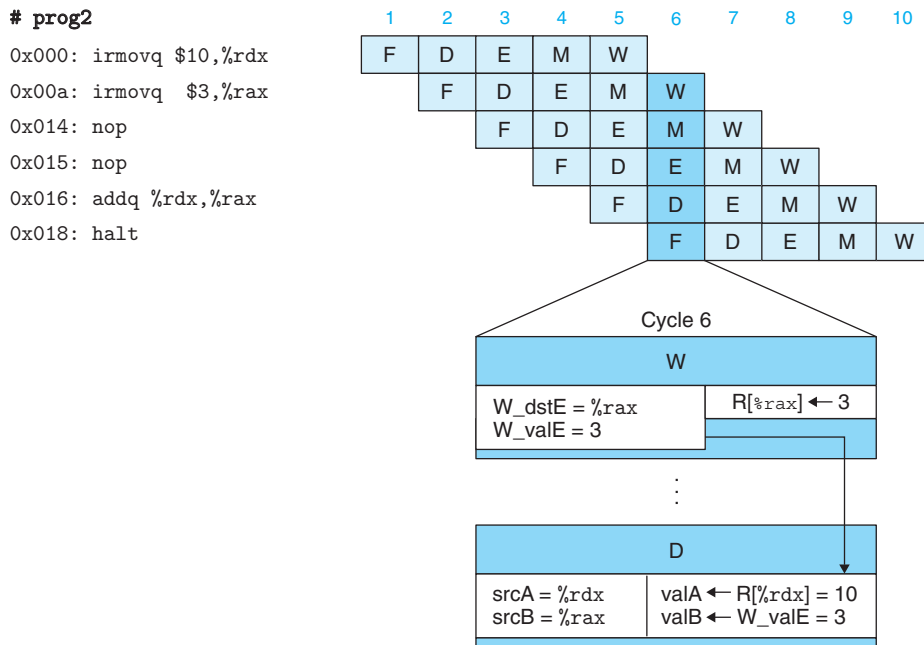 # prog2
1 2 3 4 5 6 7 8 9 10
0x000: irmovq $10,%rdx F D E M W
0x00a: irmovq $3,%rax F D E M W
0x014: nop F D E M W
0x015: nop F D E M W
0x016: addq %rdx,%rax F D E M W
0x018: halt F D E M W
Cycle 6
W
W_dstE = %rax
W_valE = 3
R[%rax] ← 3
⋮
D
srcA = %rdx
srcB = %rax
valA ← R[%rdx] = 10
valB ← W_valE = 3